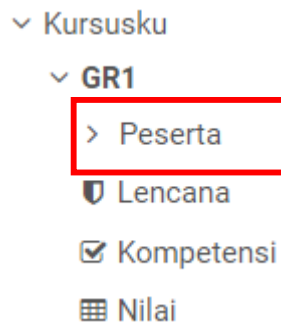 Kursusku
GR1
Peserta
Lencana
Kompetensi
Nilai